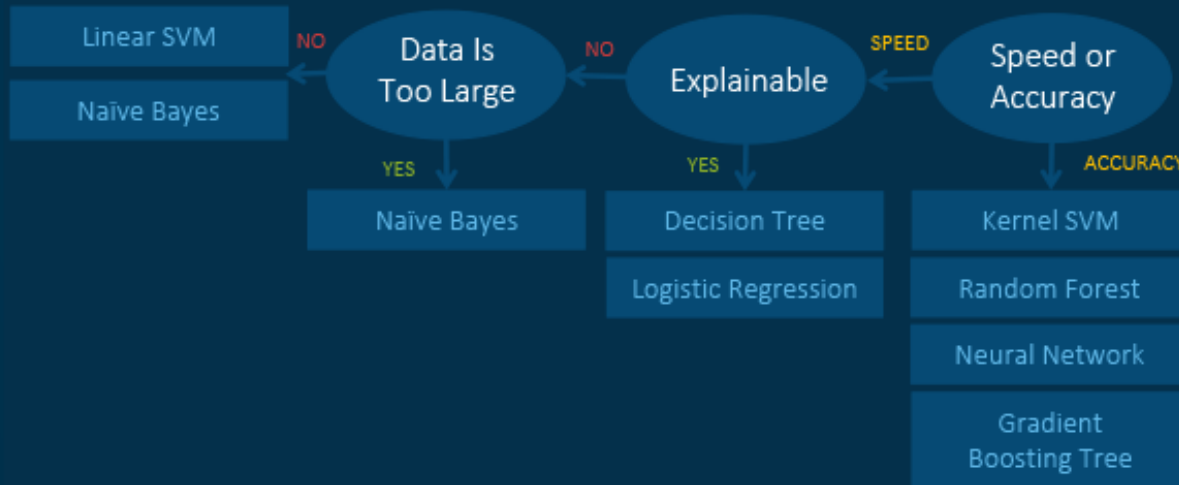 Linear SVM
Naïve Bayes
NO
Data Is
Too Large
NO
Explainable
SPEED
Speed or
Accuracy
YES
YES
ACCURACY
Naïve Bayes
Decision Tree
Logistic Regression
Kernel SVM
Random Forest
Neural Network
Gradient
Boosting Tree